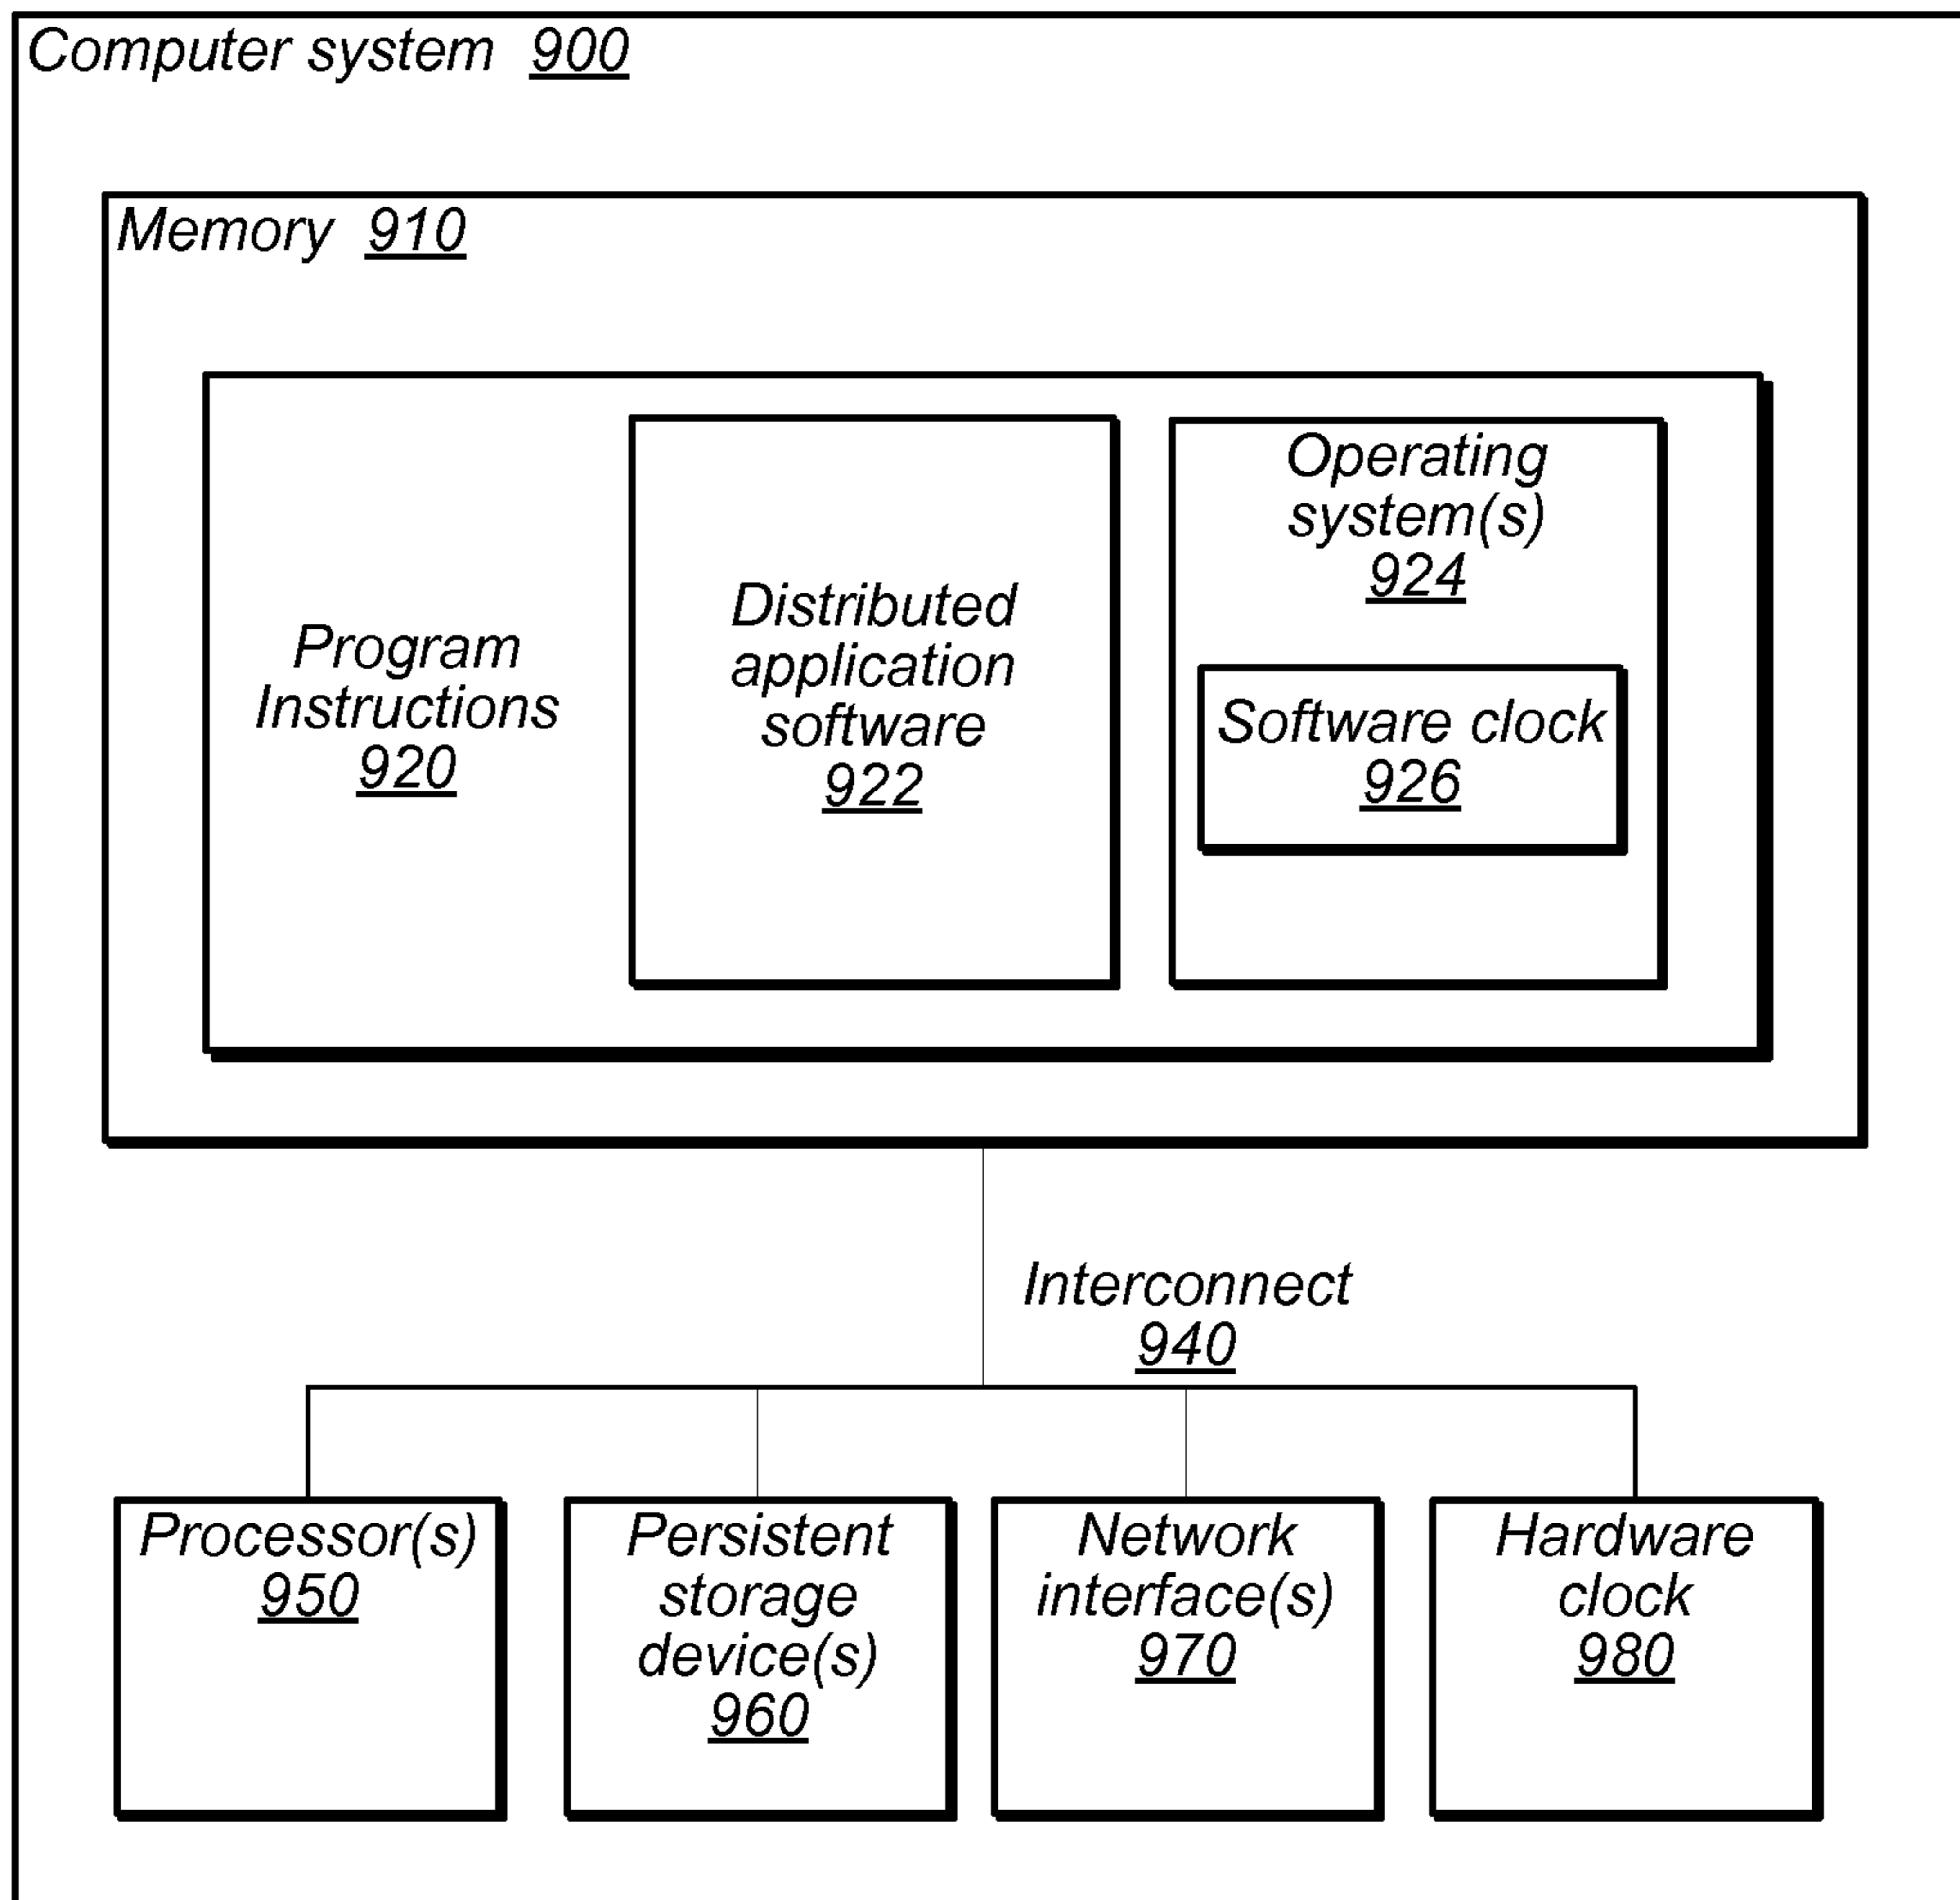 Computer system 900
Memory 910
Program
Instructions
920
Distributed
application
software
922
Operating
system(s)
924
Software clock
926
Interconnect
940
Processor(s)
950
Persistent
storage
device(s)
960
Network
interface(s)
970
Hardware
clock
980